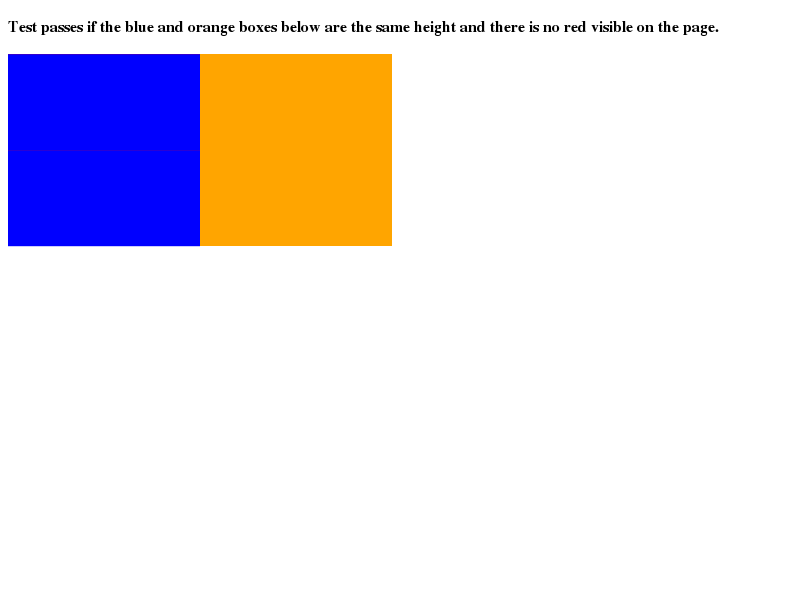 Test passes if the blue and orange boxes below are the same height and there is no red visible on the page.